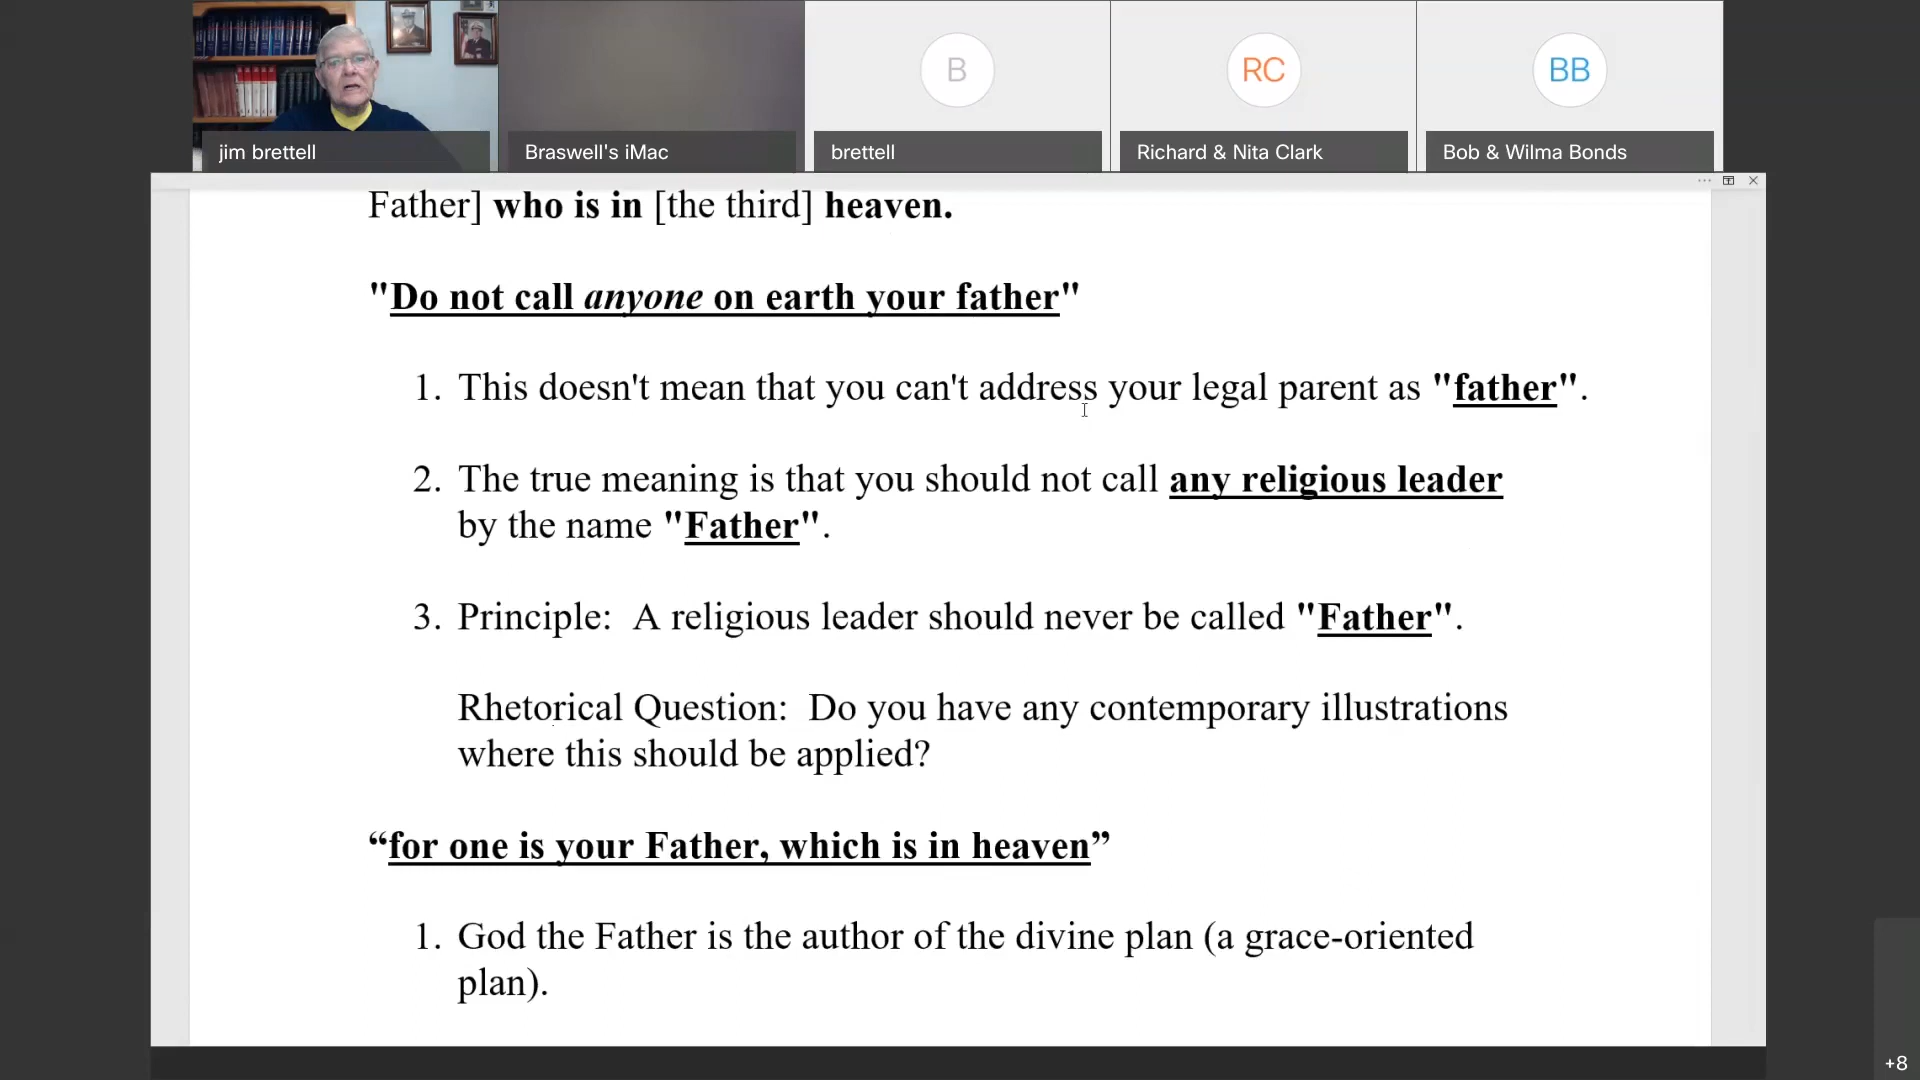 B
RC
BB
jim brettell
Braswell's iMac
brettell
Richard & Nita Clark
Bob & Wilma Bonds
Father] who is in [the third] heaven.
"Do not call anyone on earth your father"
1. This doesn't mean that you can't address your legal parent as "father".
2. The true meaning is that you should not call any religious leader
by the name "Father".
3. Principle:  A religious leader should never be called "Father".
Rhetorical Question:  Do you have any contemporary illustrations
where this should be applied?
“for one is your Father, which is in heaven”
1. God the Father is the author of the divine plan (a grace-oriented
plan).
+8